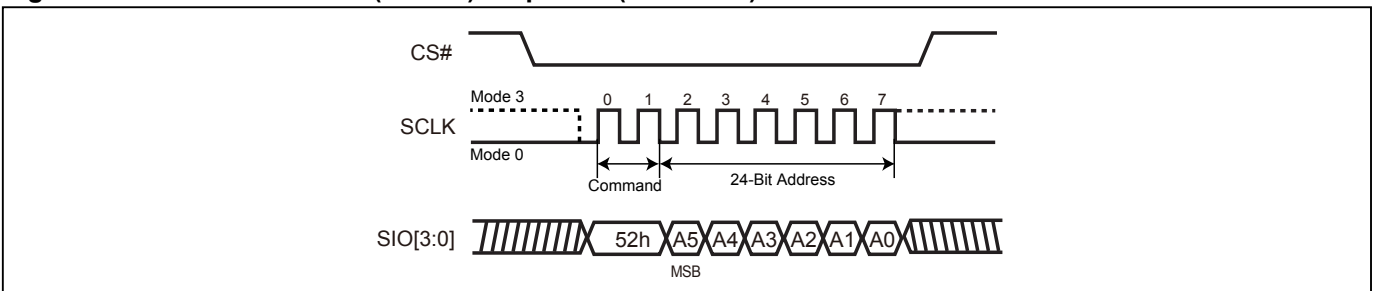 CS#
Mode 3
0 1 2 3 4 5 6 7
SCLK
Mode 0
Command
24-Bit Address
SIO[3:0]
52h A5 A4 A3 A2 A1 A0
MSB